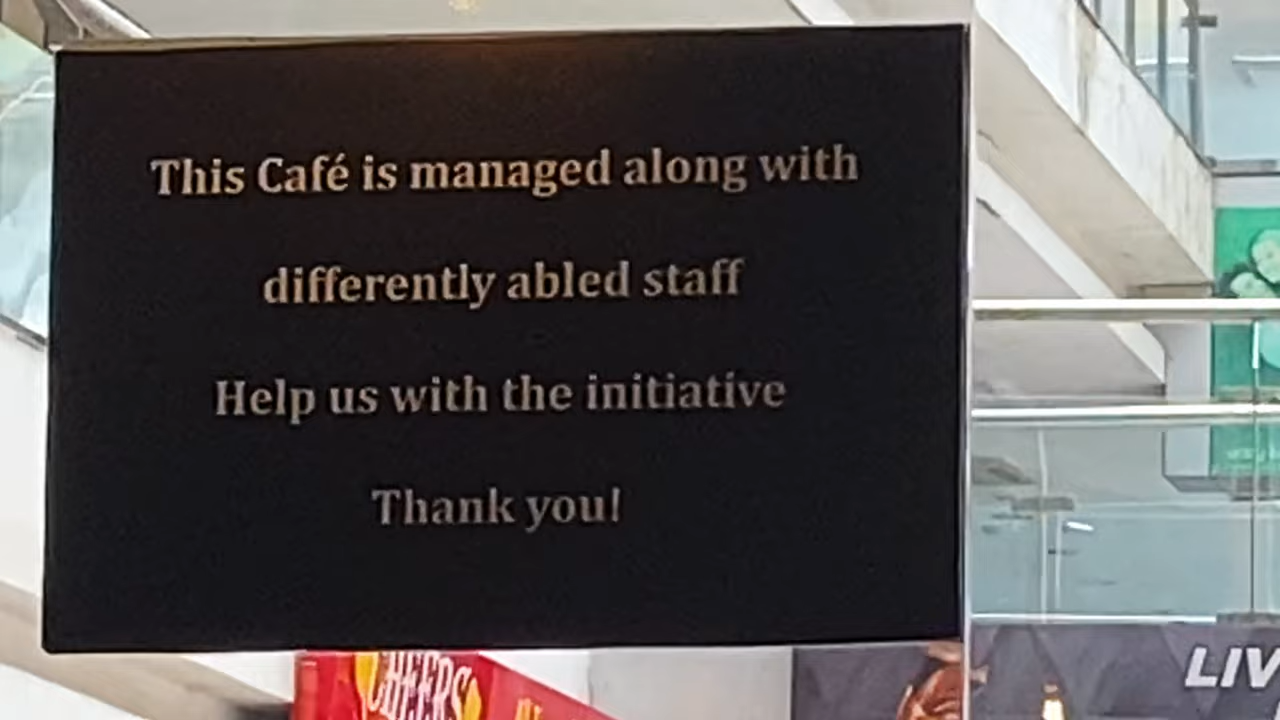 This Café is managed along with
differently abled staff
Help us with the initiative
Thank you!
CHEERS
LIV